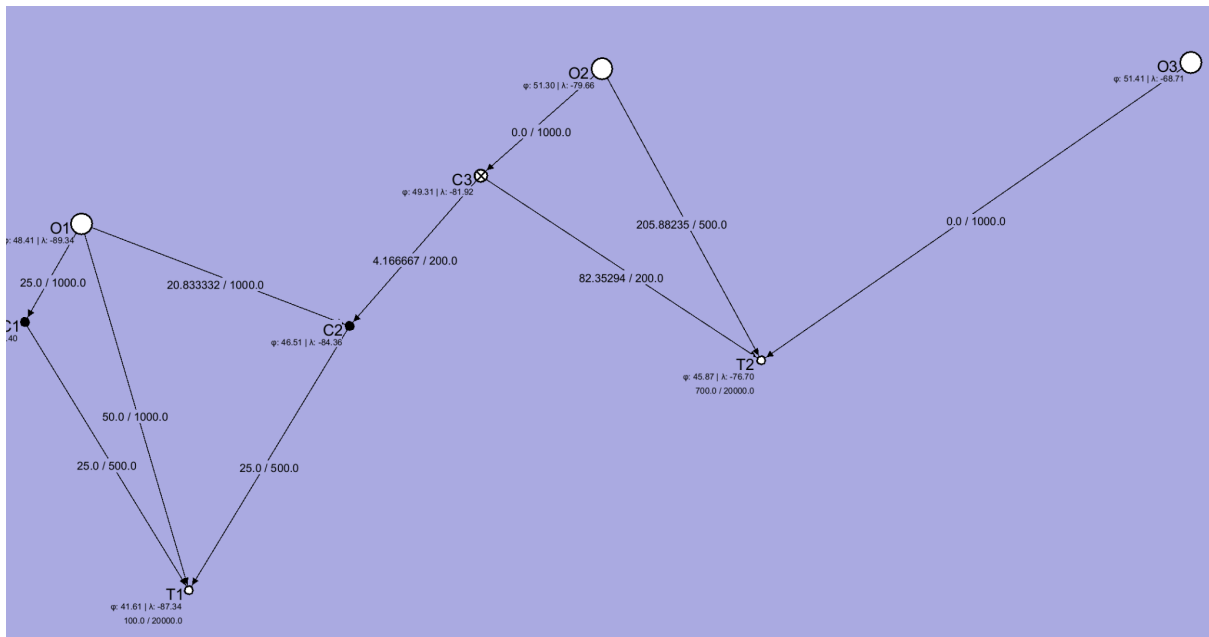 O3
φ: 51.41 | λ: -68.71
O2
φ: 51.30 | λ: -79.66
0.0 / 1000.0
C3
φ: 49.31 | λ: -81.92
O1
φ: 48.41 | λ: -89.34
205.88235 / 500.0
0.0 / 1000.0
4.166667 / 200.0
82.35294 / 200.0
25.0 / 1000.0
20.833332 / 1000.0
C1
.40
C2
φ: 46.51 | λ: -84.36
T2
φ: 45.87 | λ: -76.70
700.0 / 20000.0
50.0 / 1000.0
25.0 / 500.0
25.0 / 500.0
T1
φ: 41.61 | λ: -87.34
100.0 / 20000.0